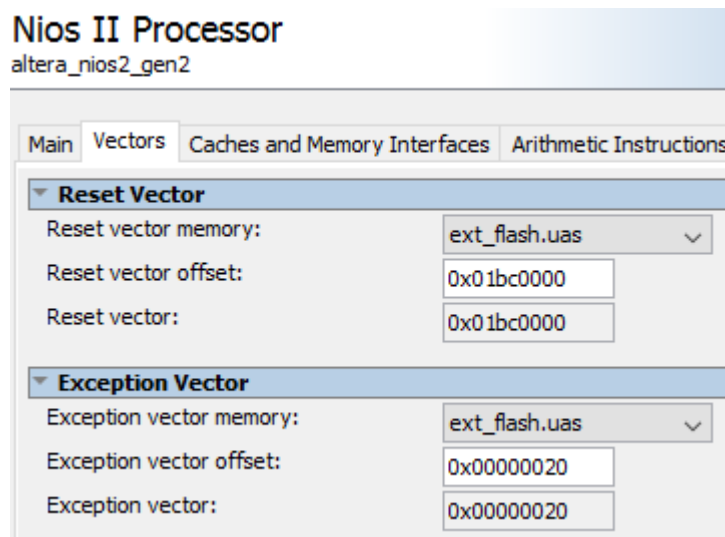 Nios II Processor
altera_nios2_gen2
Main Vectors Caches and Memory Interfaces Arithmetic Instructions
Reset Vector
Reset vector memory: ext_flash.uas
Reset vector offset: 0x01bc0000
Reset vector: 0x01bc0000
Exception Vector
Exception vector memory: ext_flash.uas
Exception vector offset: 0x00000020
Exception vector: 0x00000020